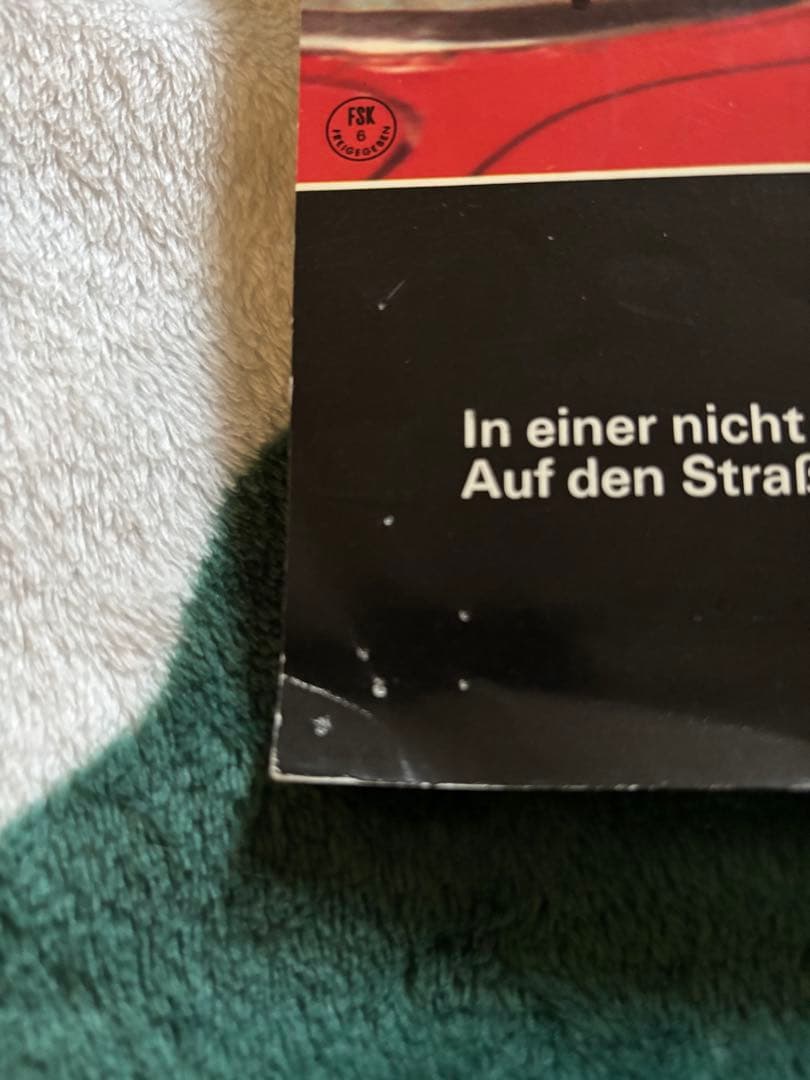 FSK
6
FREIGEGEBEN
In einer nicht
Auf den Straß